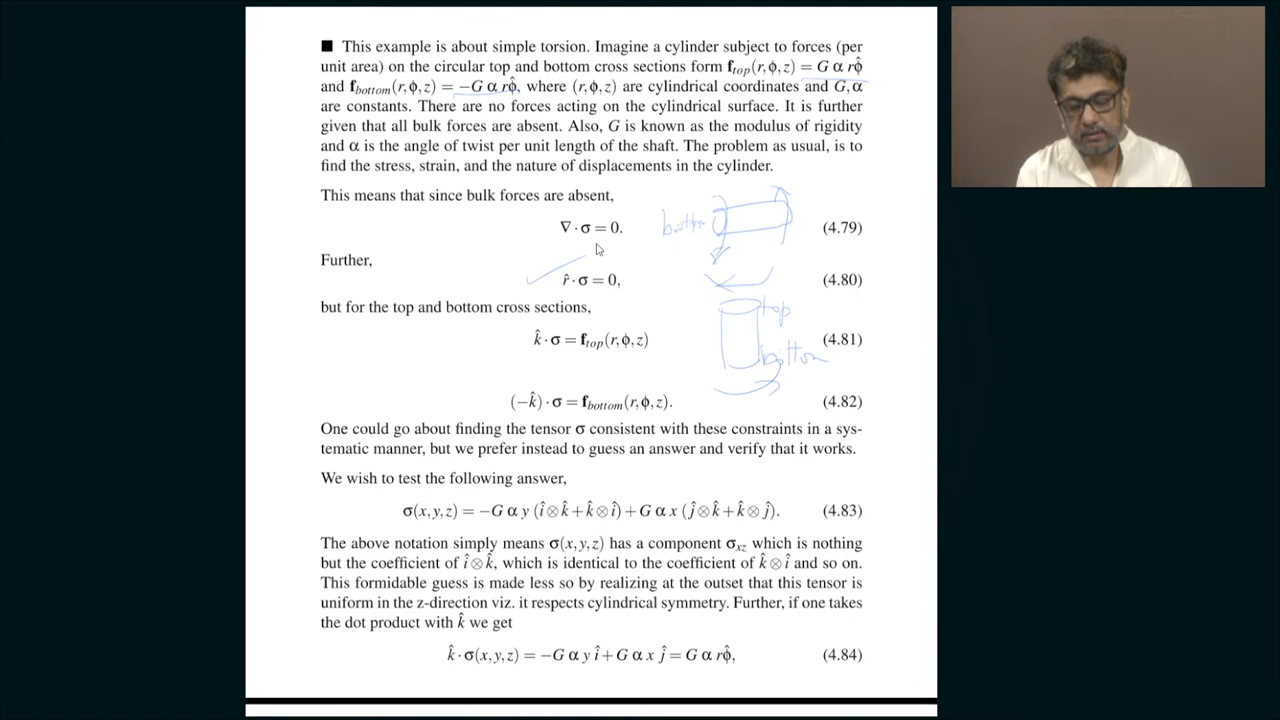 ■ This example is about simple torsion. Imagine a cylinder subject to forces (per
unit area) on the circular top and bottom cross sections form f_top(r,ϕ,z) = G α rϕ̂
and f_bottom(r,ϕ,z) = −G α rϕ̂, where (r,ϕ,z) are cylindrical coordinates and G,α
are constants. There are no forces acting on the cylindrical surface. It is further
given that all bulk forces are absent. Also, G is known as the modulus of rigidity
and α is the angle of twist per unit length of the shaft. The problem as usual, is to
find the stress, strain, and the nature of displacements in the cylinder.
This means that since bulk forces are absent,
∇ · σ = 0. (4.79)
bottom
Further,
r̂ · σ = 0, (4.80)
but for the top and bottom cross sections,
top
k̂ · σ = f_top(r,ϕ,z) (4.81)
bottom
(−k̂) · σ = f_bottom(r,ϕ,z). (4.82)
One could go about finding the tensor σ consistent with these constraints in a sys-
tematic manner, but we prefer instead to guess an answer and verify that it works.
We wish to test the following answer,
σ(x,y,z) = −G α y (î⊗k̂+k̂⊗î)+G α x (ĵ⊗k̂+k̂⊗ĵ). (4.83)
The above notation simply means σ(x,y,z) has a component σ_xz which is nothing
but the coefficient of î⊗k̂, which is identical to the coefficient of k̂⊗î and so on.
This formidable guess is made less so by realizing at the outset that this tensor is
uniform in the z-direction viz. it respects cylindrical symmetry. Further, if one takes
the dot product with k̂ we get
k̂ · σ(x,y,z) = −G α y î+G α x ĵ = G α rϕ̂, (4.84)